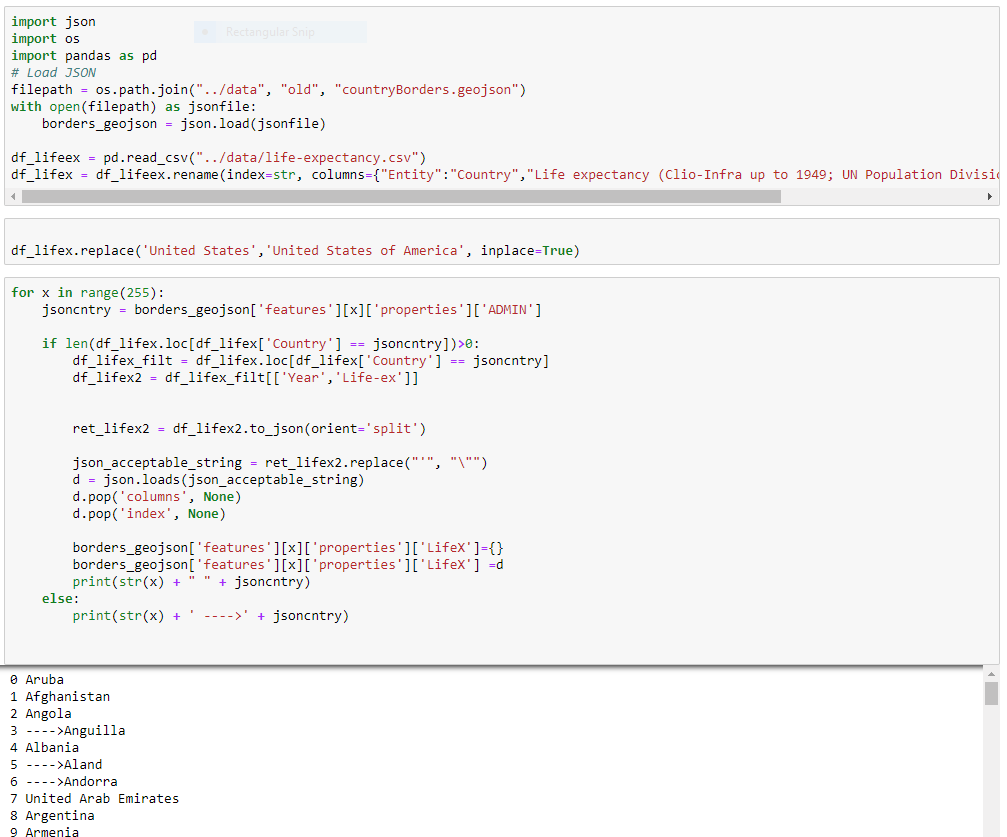 import json
import os
Rectangular Snip
import pandas as pd
# Load JSON
filepath = os.path.join("../data", "old", "countryBorders.geojson")
with open(filepath) as jsonfile:
    borders_geojson = json.load(jsonfile)
df_lifeex = pd.read_csv("../data/life-expectancy.csv")
df_lifex = df_lifeex.rename(index=str, columns={"Entity":"Country","Life expectancy (Clio-Infra up to 1949; UN Population Divisio
df_lifex.replace('United States','United States of America', inplace=True)
for x in range(255):
    jsoncntry = borders_geojson['features'][x]['properties']['ADMIN']
    if len(df_lifex.loc[df_lifex['Country'] == jsoncntry])>0:
        df_lifex_filt = df_lifex.loc[df_lifex['Country'] == jsoncntry]
        df_lifex2 = df_lifex_filt[['Year','Life-ex']]
        ret_lifex2 = df_lifex2.to_json(orient='split')
        json_acceptable_string = ret_lifex2.replace("'", "\"")
        d = json.loads(json_acceptable_string)
        d.pop('columns', None)
        d.pop('index', None)
        borders_geojson['features'][x]['properties']['LifeX']={}
        borders_geojson['features'][x]['properties']['LifeX'] =d
        print(str(x) + " " + jsoncntry)
    else:
        print(str(x) + ' ---->' + jsoncntry)
0 Aruba
1 Afghanistan
2 Angola
3 ---->Anguilla
4 Albania
5 ---->Aland
6 ---->Andorra
7 United Arab Emirates
8 Argentina
9 Armenia